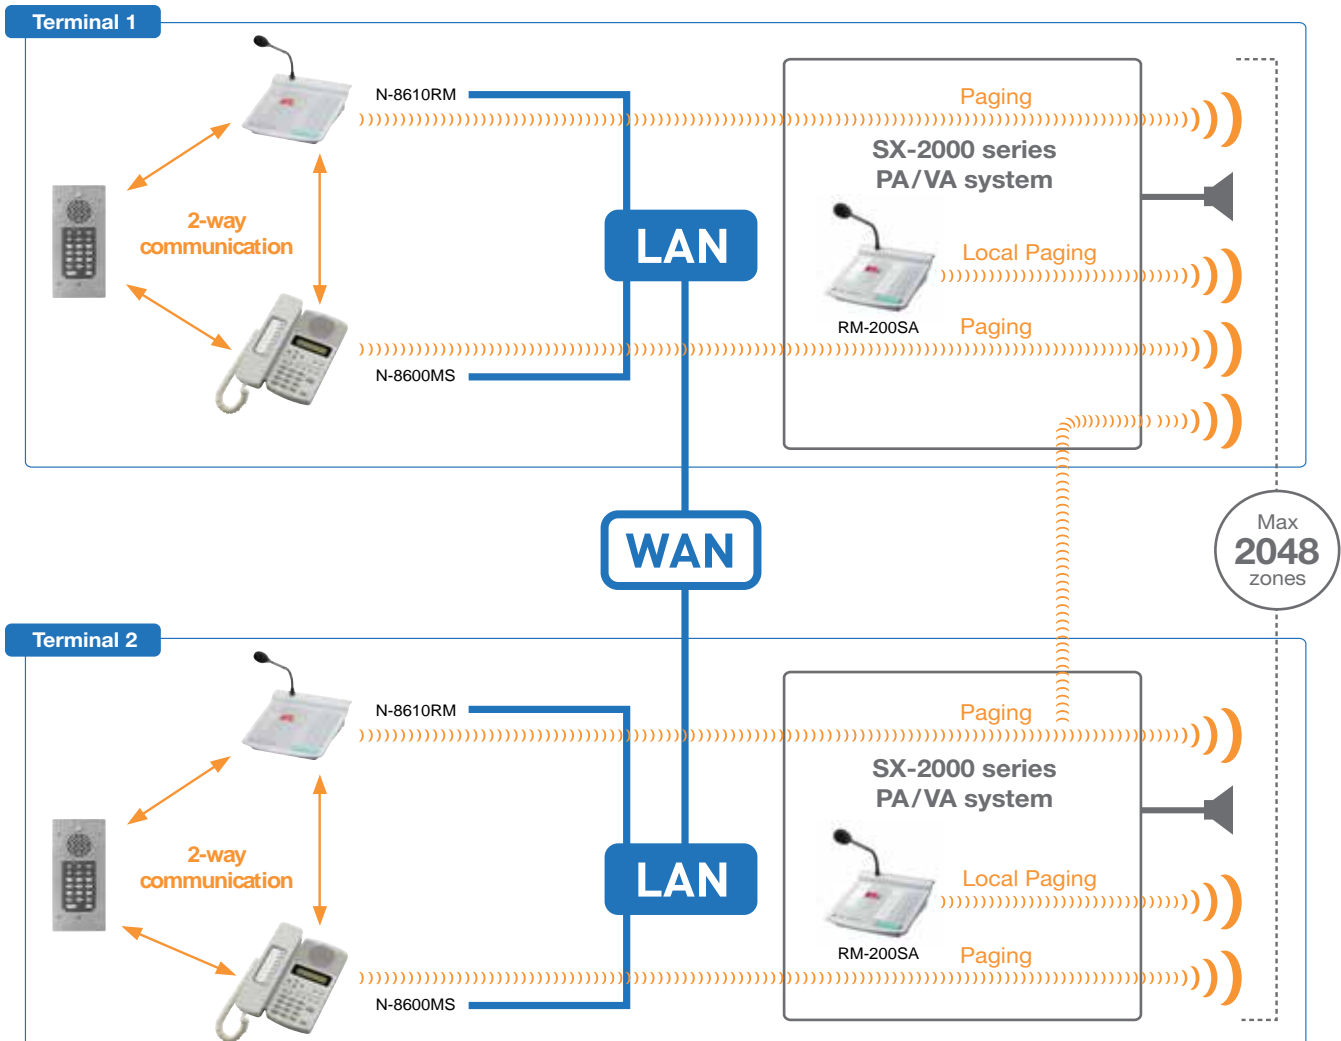 Terminal 1
N-8610RM
Paging
SX-2000 series
PA/VA system
2-way
communication
LAN
Local Paging
RM-200SA
Paging
N-8600MS
WAN
Max
2048
zones
Terminal 2
N-8610RM
Paging
SX-2000 series
PA/VA system
2-way
communication
LAN
Local Paging
RM-200SA
Paging
N-8600MS